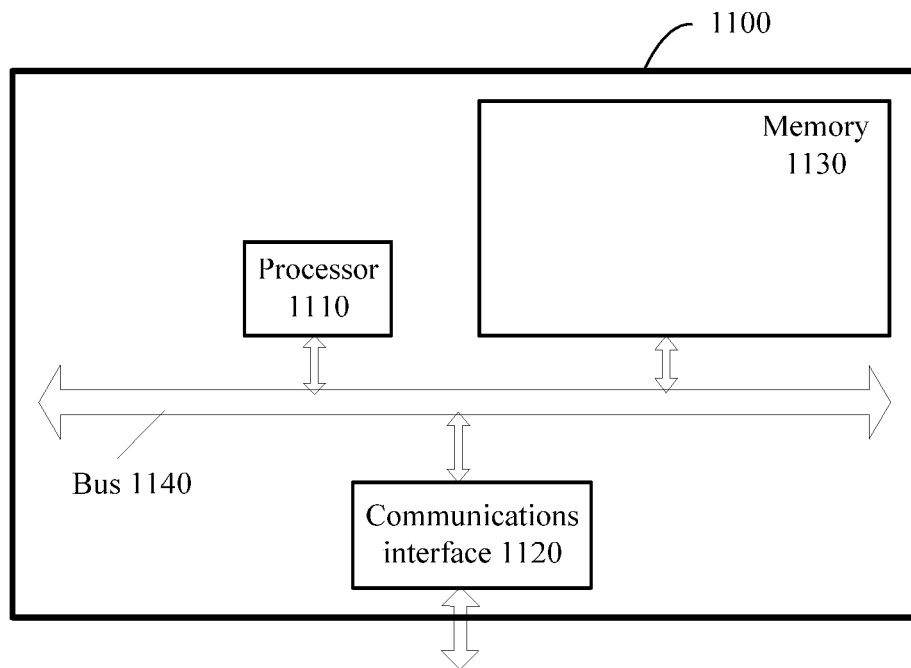 1100
Memory
1130
Processor
1110
Bus 1140
Communications
interface 1120